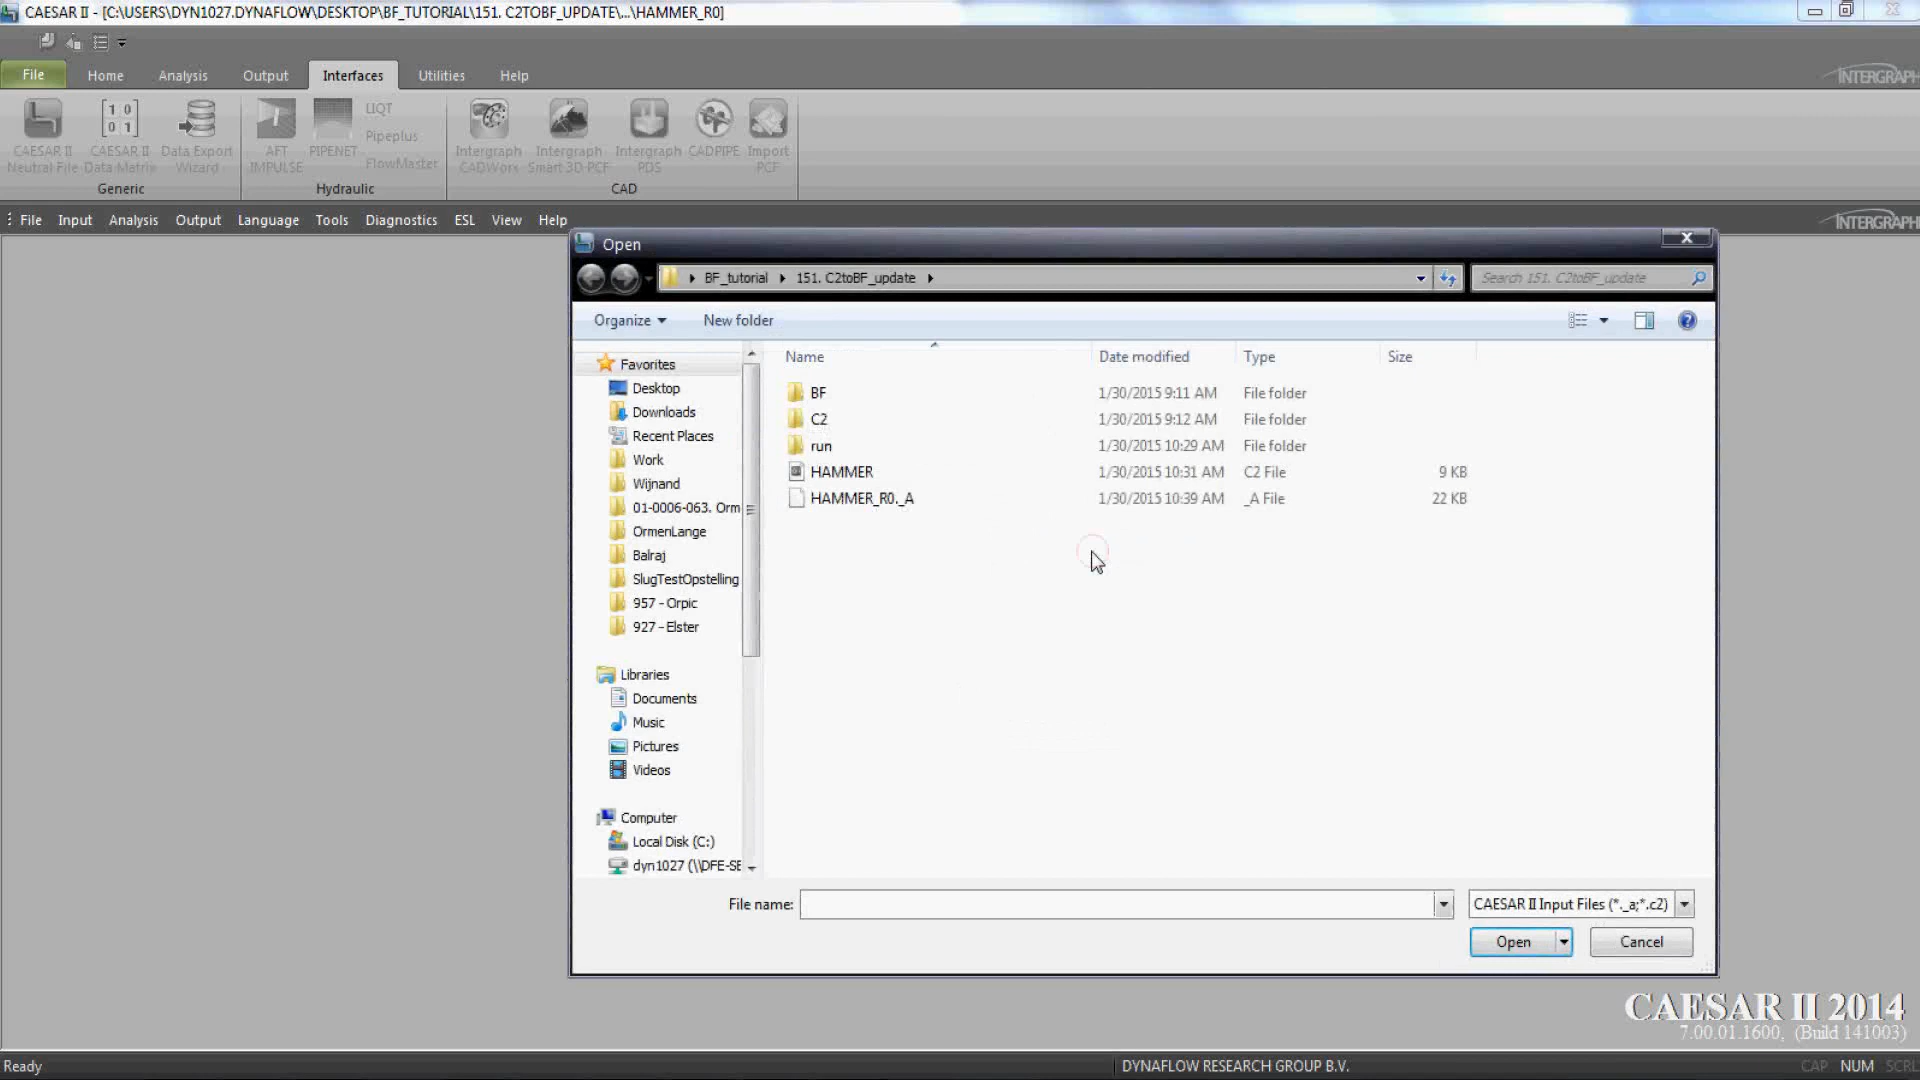 CAESAR II - [C:\USERS\DYN1027.DYNAFLOW\DESKTOP\BF_TUTORIAL\151. C2TOBF_UPDATE\...\HAMMER_R0]
File Home Analysis Output Interfaces Utilities Help
INTERGRAPH
CAESAR II Neutral File
CAESAR II Data Matrix
Data Export Wizard
Generic
AFT IMPULSE
PIPENET
LIQT
Pipeplus
FlowMaster
Hydraulic
Intergraph CADWorx
Intergraph Smart 3D PCF
Intergraph PDS
CADPIPE
Import PCF
CAD
File Input Analysis Output Language Tools Diagnostics ESL View Help
INTERGRAPH
Open
BF_tutorial 151. C2toBF_update
Search 151. C2toBF_update
Organize New folder
Name Date modified Type Size
BF 1/30/2015 9:11 AM File folder
C2 1/30/2015 9:12 AM File folder
run 1/30/2015 10:29 AM File folder
HAMMER 1/30/2015 10:31 AM C2 File 9 KB
HAMMER_R0._A 1/30/2015 10:39 AM _A File 22 KB
Favorites
Desktop
Downloads
Recent Places
Work
Wijnand
01-0006-063. Orm
OrmenLange
Balraj
SlugTestOpstelling
957 - Orpic
927 - Elster
Libraries
Documents
Music
Pictures
Videos
Computer
Local Disk (C:)
dyn1027 (\\DFE-SE
File name: CAESAR II Input Files (*._a;*.c2)
Open Cancel
CAESAR II 2014
7.00.01.1600, (Build 141003)
Ready DYNAFLOW RESEARCH GROUP B.V. CAP NUM SCRL